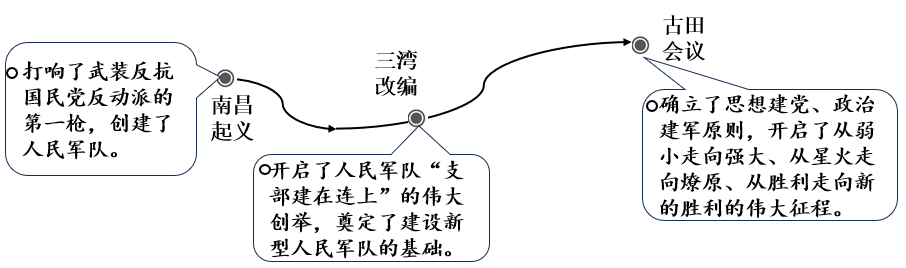 打响了武装反抗
国民党反动派的
第一枪，创建了
人民军队。
南昌
起义
三湾
改编
开启了人民军队“支
部建在连上”的伟大
创举，奠定了建设新
型人民军队的基础。
古田
会议
确立了思想建党、政治
建军原则，开启了从弱
小走向强大、从星火走
向燎原、从胜利走向新
的胜利的伟大征程。